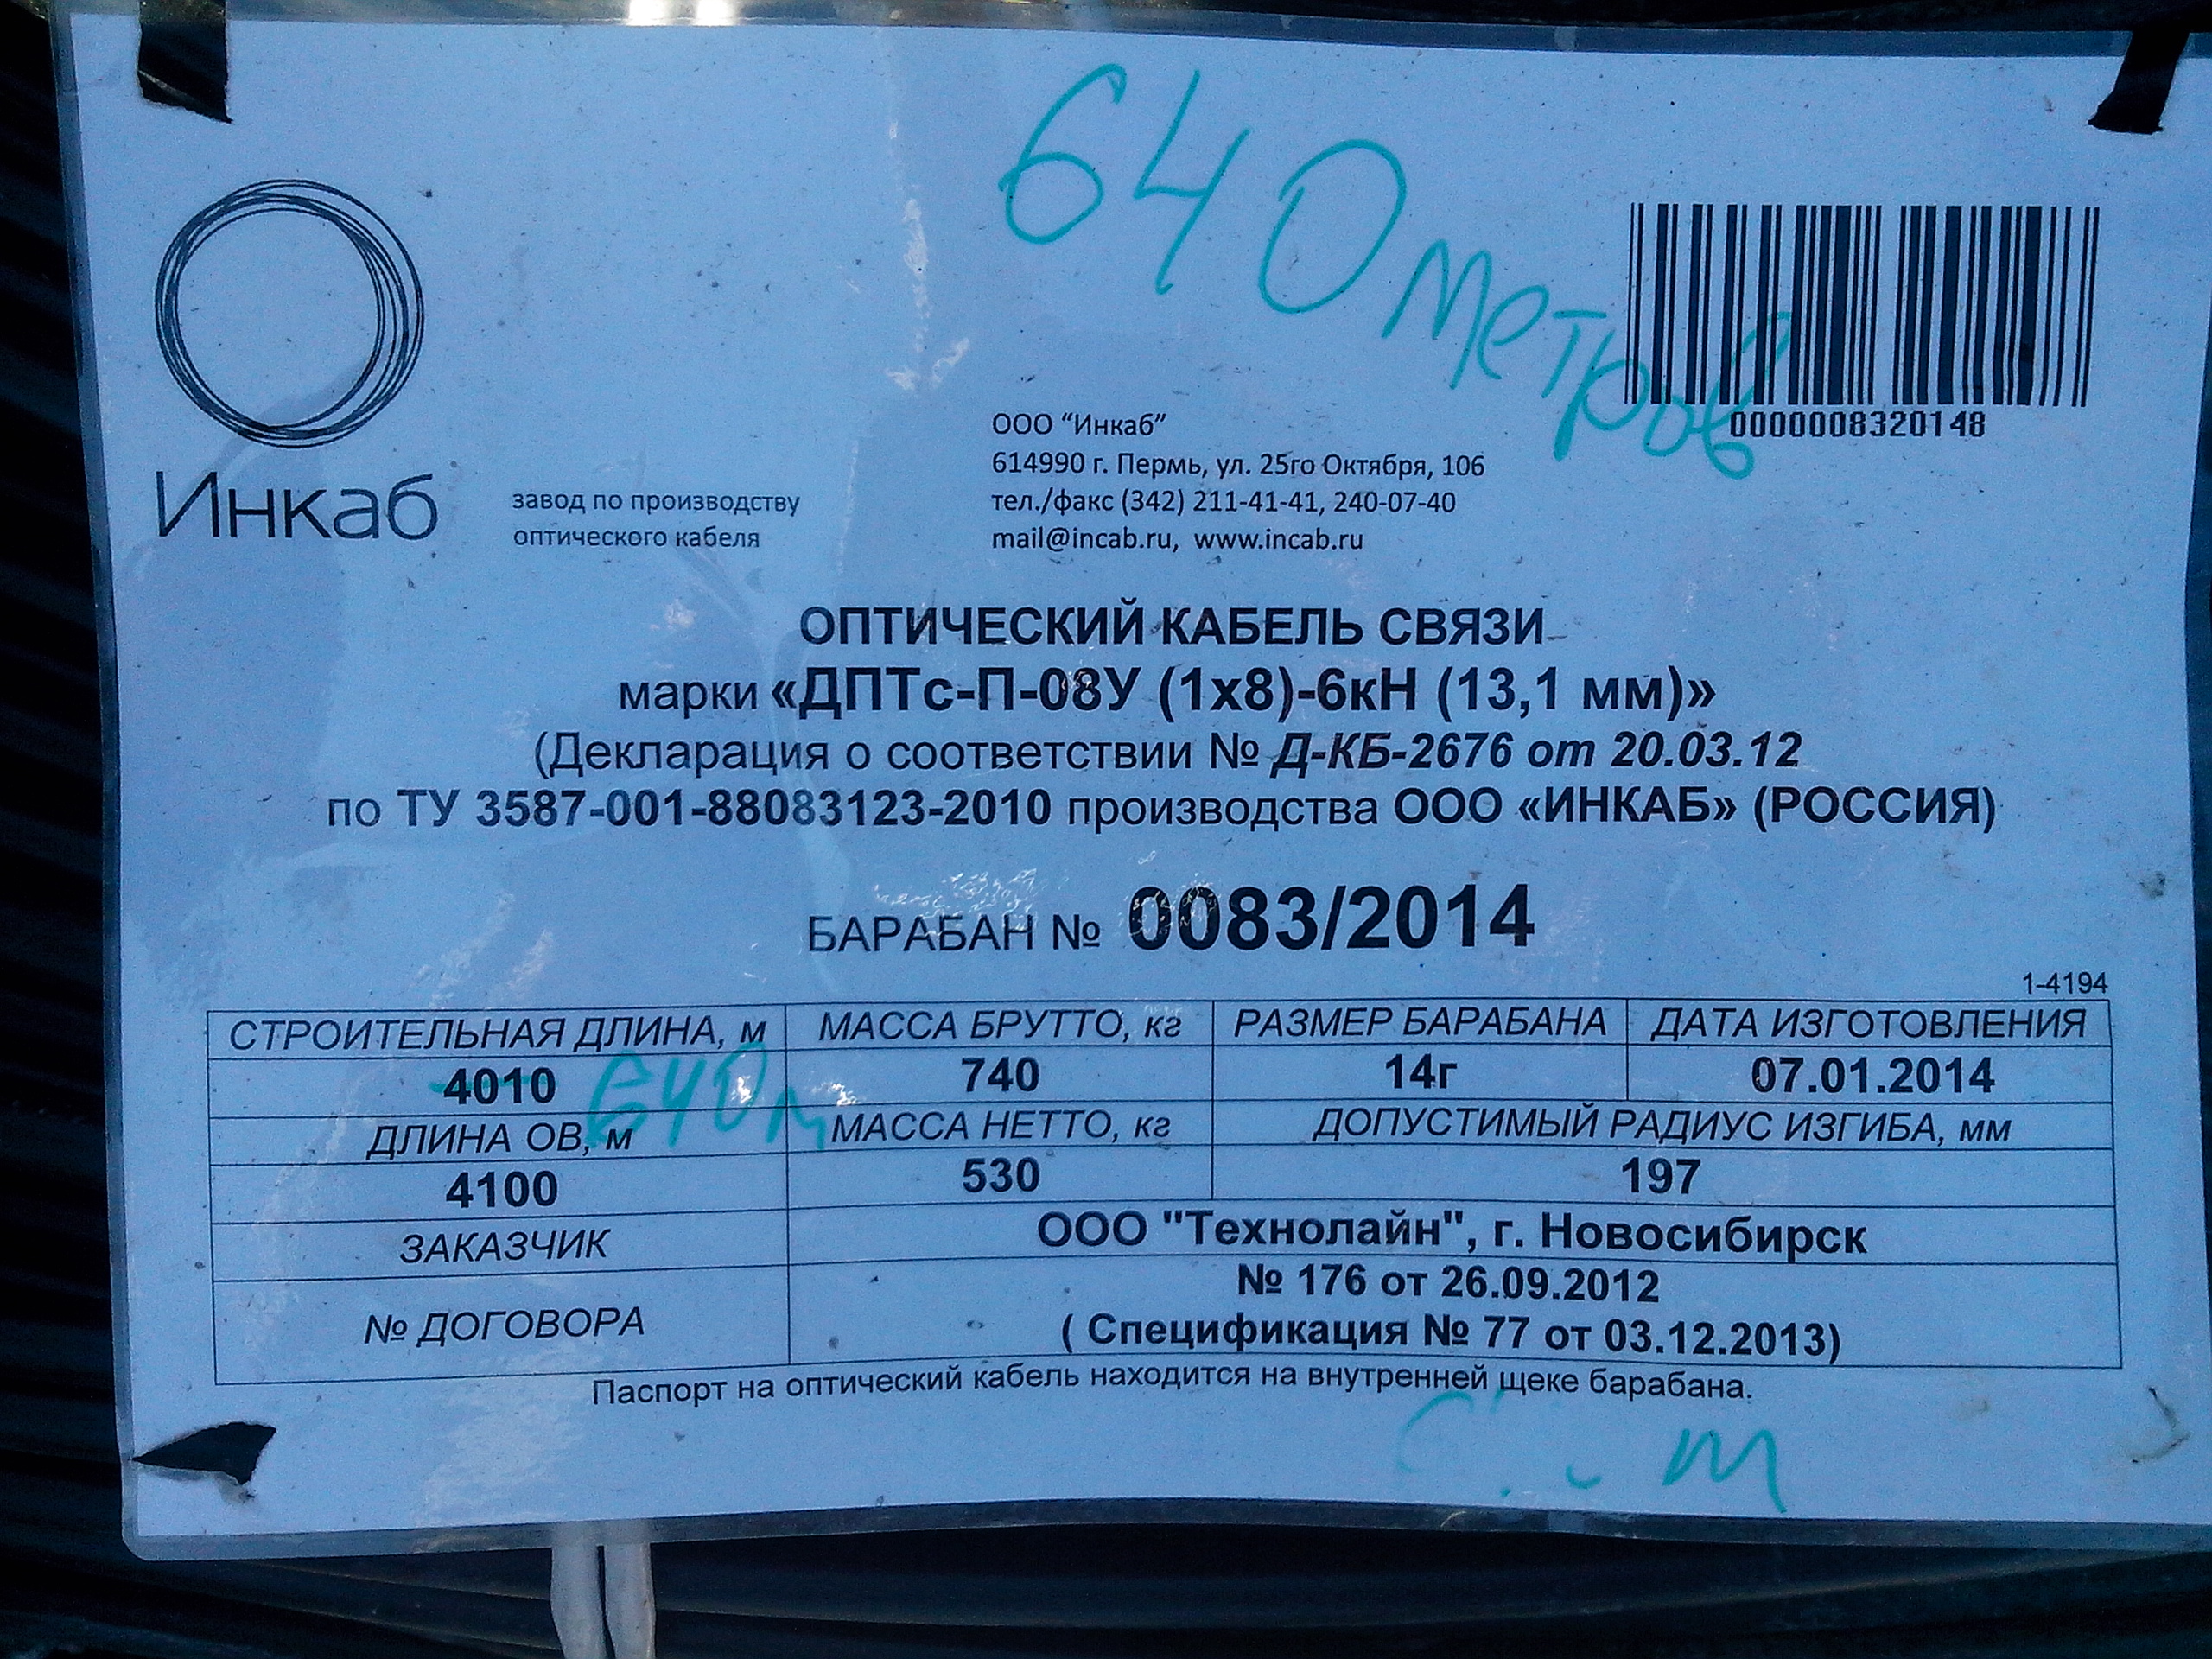 640 метров
0000008320148
Инкаб
завод по производству
оптического кабеля
ООО “Инкаб”
614990 г. Пермь, ул. 25го Октября, 106
тел./факс (342) 211-41-41, 240-07-40
mail@incab.ru, www.incab.ru
ОПТИЧЕСКИЙ КАБЕЛЬ СВЯЗИ
марки «ДПТс-П-08У (1х8)-6кН (13,1 мм)»
(Декларация о соответствии № Д-КБ-2676 от 20.03.12
по ТУ 3587-001-88083123-2010 производства ООО «ИНКАБ» (РОССИЯ)
БАРАБАН № 0083/2014
1-4194
СТРОИТЕЛЬНАЯ ДЛИНА, м МАССА БРУТТО, кг РАЗМЕР БАРАБАНА ДАТА ИЗГОТОВЛЕНИЯ
4010 640м 740 14г 07.01.2014
ДЛИНА ОВ, м МАССА НЕТТО, кг ДОПУСТИМЫЙ РАДИУС ИЗГИБА, мм
4100 530 197
ЗАКАЗЧИК ООО "Технолайн", г. Новосибирск
№ ДОГОВОРА № 176 от 26.09.2012
( Спецификация № 77 от 03.12.2013)
Паспорт на оптический кабель находится на внутренней щеке барабана.
м